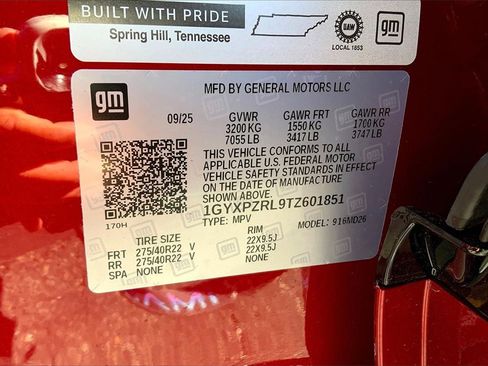 BUILT WITH PRIDE
Spring Hill, Tennessee
UAW
LOCAL 1853
gm
gm
MFD BY GENERAL MOTORS LLC
09/25 GVWR GAWR FRT GAWR RR
3200 KG 1550 KG 1700 KG
7055 LB 3417 LB 3747 LB
THIS VEHICLE CONFORMS TO ALL
APPLICABLE U.S. FEDERAL MOTOR
VEHICLE SAFETY STANDARDS IN EFFECT
ON THE DATE OF MANUFACTURE
SHOWN ABOVE.
1GYXPZRL9TZ601851
170H TYPE: MPV MODEL: 916MD26
TIRE SIZE RIM
FRT 275/40R22 V 22X9.5J
RR 275/40R22 V 22X9.5J
SPA NONE NONE